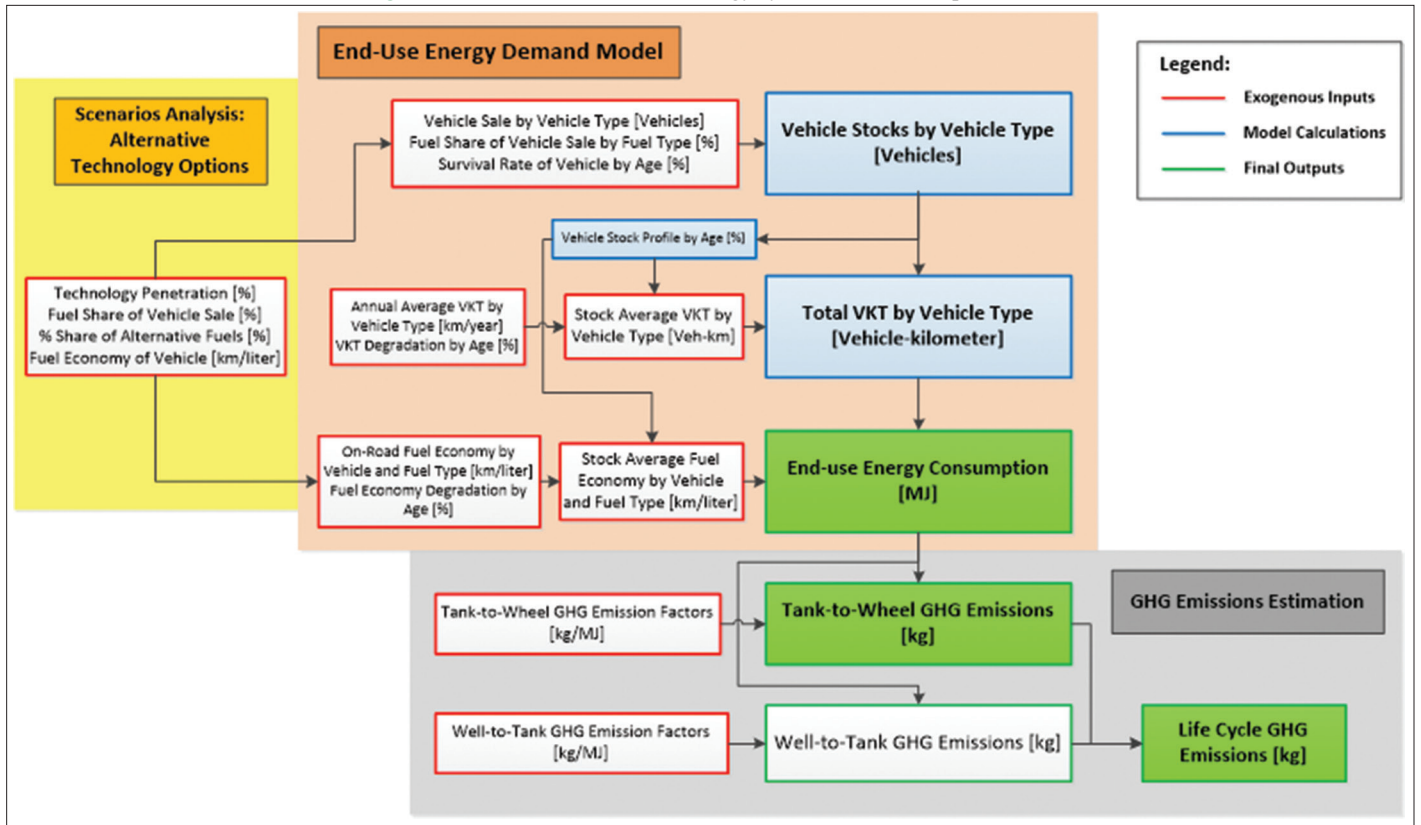 End-Use Energy Demand Model
Legend:
Exogenous Inputs
Model Calculations
Final Outputs
Scenarios Analysis:
Alternative
Technology Options
Vehicle Sale by Vehicle Type [Vehicles]
Fuel Share of Vehicle Sale by Fuel Type [%]
Survival Rate of Vehicle by Age [%]
Vehicle Stocks by Vehicle Type
[Vehicles]
Vehicle Stock Profile by Age [%]
Technology Penetration [%]
Fuel Share of Vehicle Sale [%]
% Share of Alternative Fuels [%]
Fuel Economy of Vehicle [km/liter]
Annual Average VKT by
Vehicle Type [km/year]
VKT Degradation by Age [%]
Stock Average VKT by
Vehicle Type [Veh-km]
Total VKT by Vehicle Type
[Vehicle-kilometer]
On-Road Fuel Economy by
Vehicle and Fuel Type [km/liter]
Fuel Economy Degradation by
Age [%]
Stock Average Fuel
Economy by Vehicle
and Fuel Type [km/liter]
End-use Energy Consumption
[MJ]
Tank-to-Wheel GHG Emission Factors
[kg/MJ]
Tank-to-Wheel GHG Emissions
[kg]
GHG Emissions Estimation
Well-to-Tank GHG Emission Factors
[kg/MJ]
Well-to-Tank GHG Emissions [kg]
Life Cycle GHG
Emissions [kg]